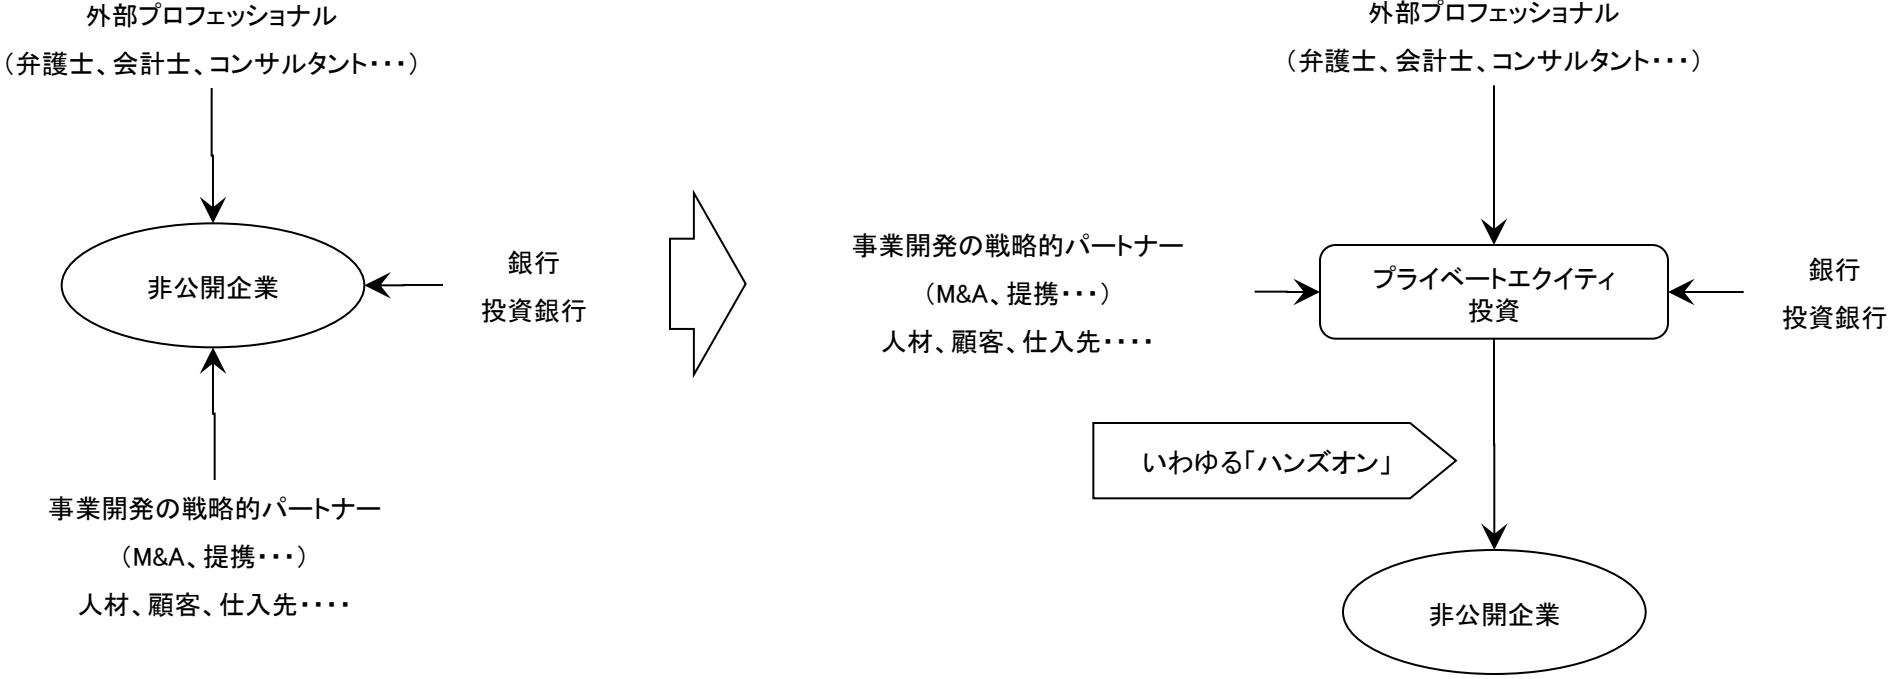 外部プロフェッショナル
（弁護士、会計士、コンサルタント・・・）
非公開企業
銀行
投資銀行
事業開発の戦略的パートナー
（M&A、提携・・・）
人材、顧客、仕入先・・・・
外部プロフェッショナル
（弁護士、会計士、コンサルタント・・・）
事業開発の戦略的パートナー
（M&A、提携・・・）
人材、顧客、仕入先・・・・
プライベートエクイティ
投資
銀行
投資銀行
いわゆる「ハンズオン」
非公開企業